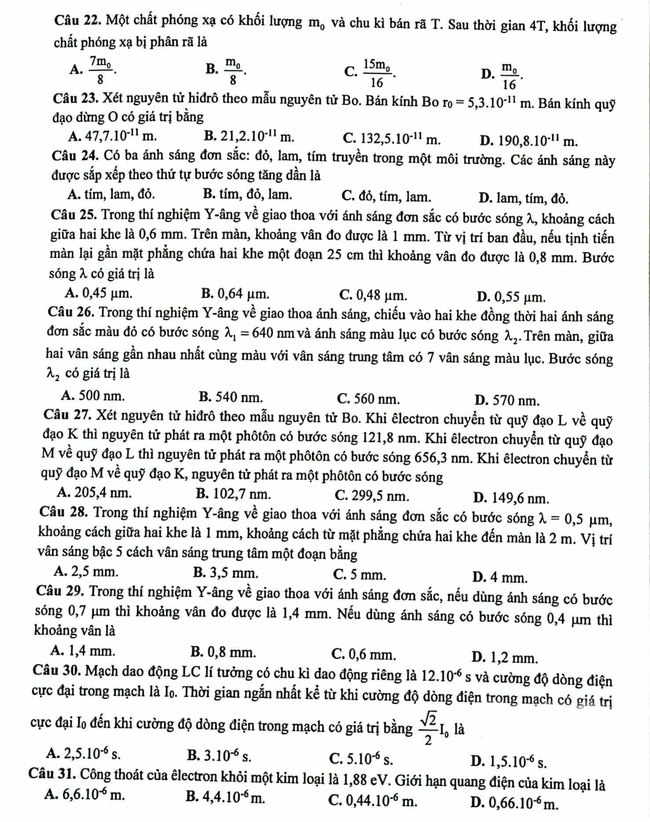 Câu 22. Một chất phóng xạ có khối lượng m₀ và chu kì bán rã T. Sau thời gian 4T, khối lượng
chất phóng xạ bị phân rã là
A. 7m₀/8. B. m₀/8. C. 15m₀/16. D. m₀/16.
Câu 23. Xét nguyên tử hiđrô theo mẫu nguyên tử Bo. Bán kính Bo r₀ = 5,3.10⁻¹¹ m. Bán kính quỹ
đạo dừng O có giá trị bằng
A. 47,7.10⁻¹¹ m. B. 21,2.10⁻¹¹ m. C. 132,5.10⁻¹¹ m. D. 190,8.10⁻¹¹ m.
Câu 24. Có ba ánh sáng đơn sắc: đỏ, lam, tím truyền trong một môi trường. Các ánh sáng này
được sắp xếp theo thứ tự bước sóng tăng dần là
A. tím, lam, đỏ. B. tím, đỏ, lam. C. đỏ, tím, lam. D. lam, tím, đỏ.
Câu 25. Trong thí nghiệm Y-âng về giao thoa với ánh sáng đơn sắc có bước sóng λ, khoảng cách
giữa hai khe là 0,6 mm. Trên màn, khoảng vân đo được là 1 mm. Từ vị trí ban đầu, nếu tịnh tiến
màn lại gần mặt phẳng chứa hai khe một đoạn 25 cm thì khoảng vân đo được là 0,8 mm. Bước
sóng λ có giá trị là
A. 0,45 μm. B. 0,64 μm. C. 0,48 μm. D. 0,55 μm.
Câu 26. Trong thí nghiệm Y-âng về giao thoa ánh sáng, chiếu vào hai khe đồng thời hai ánh sáng
đơn sắc màu đỏ có bước sóng λ₁ = 640 nm và ánh sáng màu lục có bước sóng λ₂. Trên màn, giữa
hai vân sáng gần nhau nhất cùng màu với vân sáng trung tâm có 7 vân sáng màu lục. Bước sóng
λ₂ có giá trị là
A. 500 nm. B. 540 nm. C. 560 nm. D. 570 nm.
Câu 27. Xét nguyên tử hiđrô theo mẫu nguyên tử Bo. Khi êlectron chuyển từ quỹ đạo L về quỹ
đạo K thì nguyên tử phát ra một phôtôn có bước sóng 121,8 nm. Khi êlectron chuyển từ quỹ đạo
M về quỹ đạo L thì nguyên tử phát ra một phôtôn có bước sóng 656,3 nm. Khi êlectron chuyển từ
quỹ đạo M về quỹ đạo K, nguyên tử phát ra một phôtôn có bước sóng
A. 205,4 nm. B. 102,7 nm. C. 299,5 nm. D. 149,6 nm.
Câu 28. Trong thí nghiệm Y-âng về giao thoa với ánh sáng đơn sắc có bước sóng λ = 0,5 μm,
khoảng cách giữa hai khe là 1 mm, khoảng cách từ mặt phẳng chứa hai khe đến màn là 2 m. Vị trí
vân sáng bậc 5 cách vân sáng trung tâm một đoạn bằng
A. 2,5 mm. B. 3,5 mm. C. 5 mm. D. 4 mm.
Câu 29. Trong thí nghiệm Y-âng về giao thoa với ánh sáng đơn sắc, nếu dùng ánh sáng có bước
sóng 0,7 μm thì khoảng vân đo được là 1,4 mm. Nếu dùng ánh sáng có bước sóng 0,4 μm thì
khoảng vân là
A. 1,4 mm. B. 0,8 mm. C. 0,6 mm. D. 1,2 mm.
Câu 30. Mạch dao động LC lí tưởng có chu kì dao động riêng là 12.10⁻⁶ s và cường độ dòng điện
cực đại trong mạch là I₀. Thời gian ngắn nhất kể từ khi cường độ dòng điện trong mạch có giá trị
cực đại I₀ đến khi cường độ dòng điện trong mạch có giá trị bằng √2/2 I₀ là
A. 2,5.10⁻⁶ s. B. 3.10⁻⁶ s. C. 5.10⁻⁶ s. D. 1,5.10⁻⁶ s.
Câu 31. Công thoát của êlectron khỏi một kim loại là 1,88 eV. Giới hạn quang điện của kim loại là
A. 6,6.10⁻⁶ m. B. 4,4.10⁻⁶ m. C. 0,44.10⁻⁶ m. D. 0,66.10⁻⁶ m.